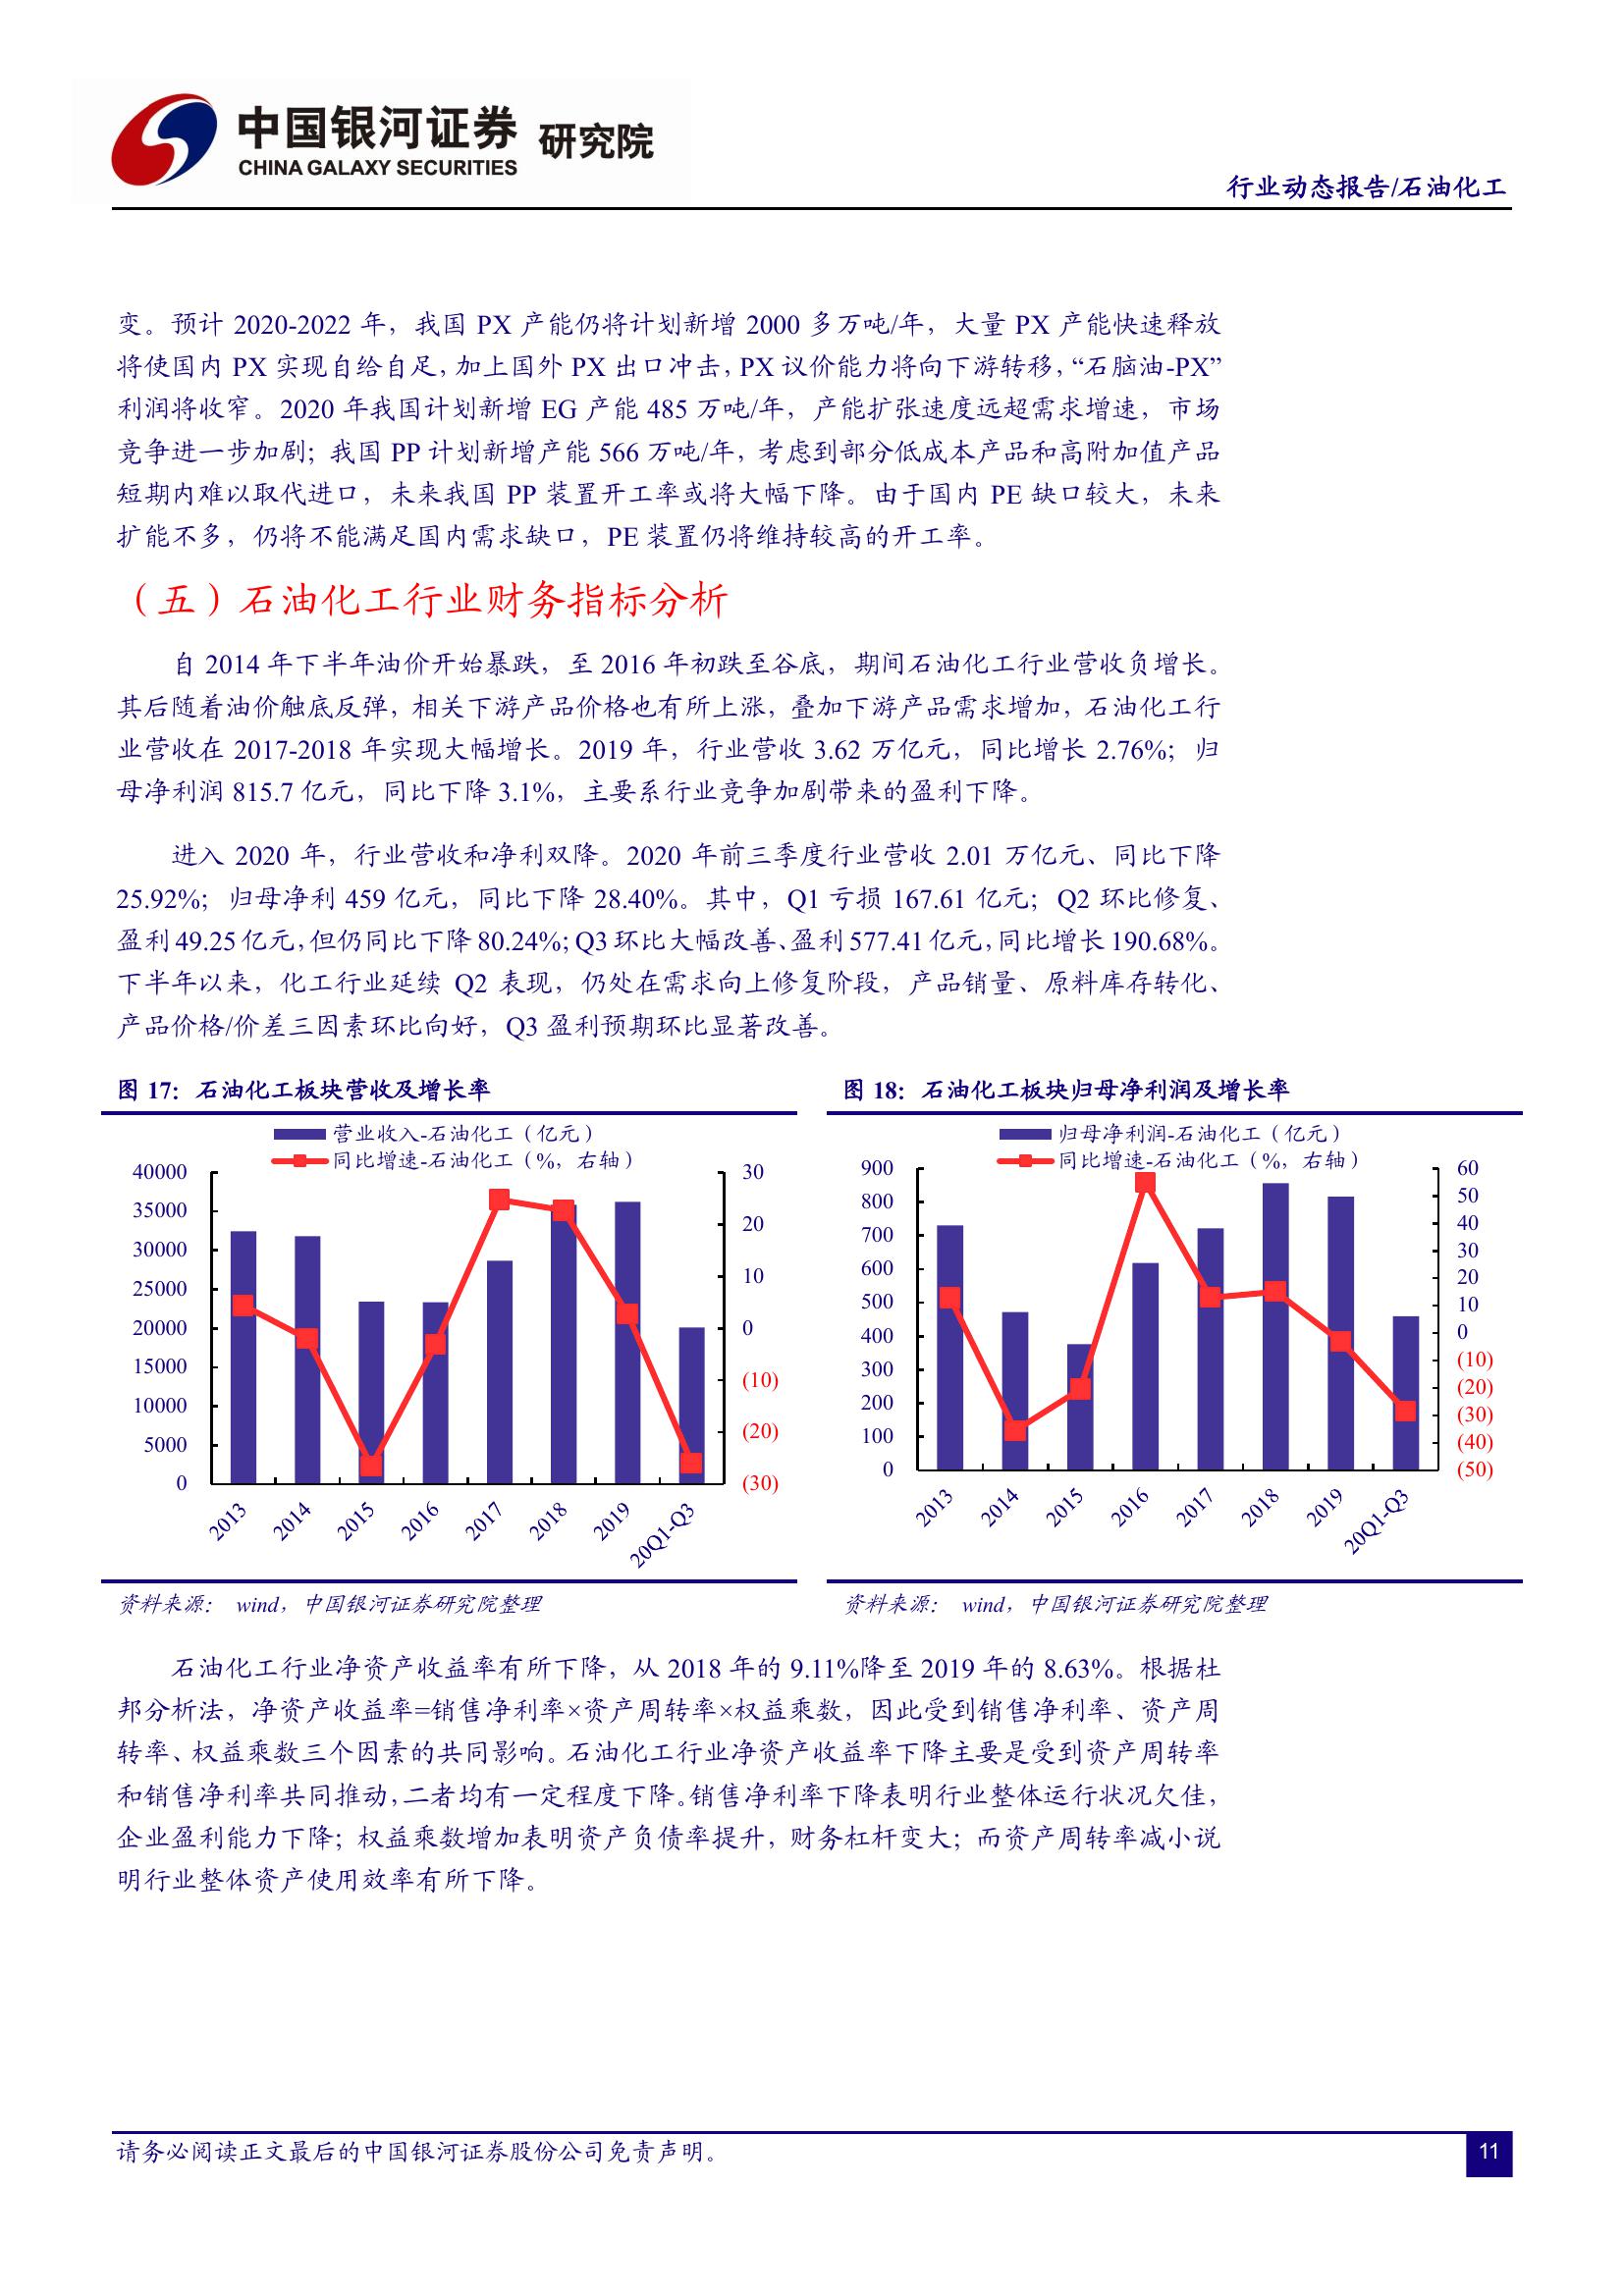 中国银河证券 研究院
CHINA GALAXY SECURITIES
行业动态报告/石油化工
变。预计 2020-2022 年，我国 PX 产能仍将计划新增 2000 多万吨/年，大量 PX 产能快速释放
将使国内 PX 实现自给自足，加上国外 PX 出口冲击，PX 议价能力将向下游转移，“石脑油-PX”
利润将收窄。2020 年我国计划新增 EG 产能 485 万吨/年，产能扩张速度远超需求增速，市场
竞争进一步加剧；我国 PP 计划新增产能 566 万吨/年，考虑到部分低成本产品和高附加值产品
短期内难以取代进口，未来我国 PP 装置开工率或将大幅下降。由于国内 PE 缺口较大，未来
扩能不多，仍将不能满足国内需求缺口，PE 装置仍将维持较高的开工率。
（五）石油化工行业财务指标分析
自 2014 年下半年油价开始暴跌，至 2016 年初跌至谷底，期间石油化工行业营收负增长。
其后随着油价触底反弹，相关下游产品价格也有所上涨，叠加下游产品需求增加，石油化工行
业营收在 2017-2018 年实现大幅增长。2019 年，行业营收 3.62 万亿元，同比增长 2.76%；归
母净利润 815.7 亿元，同比下降 3.1%，主要系行业竞争加剧带来的盈利下降。
进入 2020 年，行业营收和净利双降。2020 年前三季度行业营收 2.01 万亿元、同比下降
25.92%；归母净利 459 亿元，同比下降 28.40%。其中，Q1 亏损 167.61 亿元；Q2 环比修复、
盈利 49.25 亿元，但仍同比下降 80.24%；Q3 环比大幅改善、盈利 577.41 亿元，同比增长 190.68%。
下半年以来，化工行业延续 Q2 表现，仍处在需求向上修复阶段，产品销量、原料库存转化、
产品价格/价差三因素环比向好，Q3 盈利预期环比显著改善。
图 17：石油化工板块营收及增长率
营业收入-石油化工（亿元）
同比增速-石油化工（%，右轴）
40000
35000
30000
25000
20000
15000
10000
5000
0
30
20
10
0
(10)
(20)
(30)
2013
2014
2015
2016
2017
2018
2019
20Q1-Q3
资料来源： wind，中国银河证券研究院整理
图 18：石油化工板块归母净利润及增长率
归母净利润-石油化工（亿元）
同比增速-石油化工（%，右轴）
900
800
700
600
500
400
300
200
100
0
60
50
40
30
20
10
0
(10)
(20)
(30)
(40)
(50)
2013
2014
2015
2016
2017
2018
2019
20Q1-Q3
资料来源： wind，中国银河证券研究院整理
石油化工行业净资产收益率有所下降，从 2018 年的 9.11%降至 2019 年的 8.63%。根据杜
邦分析法，净资产收益率=销售净利率×资产周转率×权益乘数，因此受到销售净利率、资产周
转率、权益乘数三个因素的共同影响。石油化工行业净资产收益率下降主要是受到资产周转率
和销售净利率共同推动，二者均有一定程度下降。销售净利率下降表明行业整体运行状况欠佳，
企业盈利能力下降；权益乘数增加表明资产负债率提升，财务杠杆变大；而资产周转率减小说
明行业整体资产使用效率有所下降。
请务必阅读正文最后的中国银河证券股份公司免责声明。
11